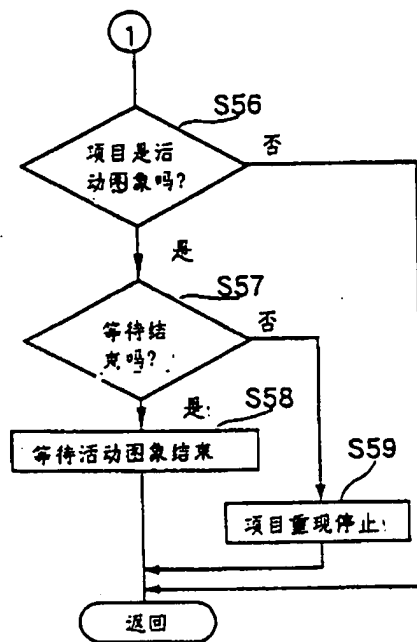 1
S56
项目是活
动图象吗?
否
是
S57
等待结
束吗?
否
是:
S58
等待活动图象结束
S59
项目重现停止:
返回